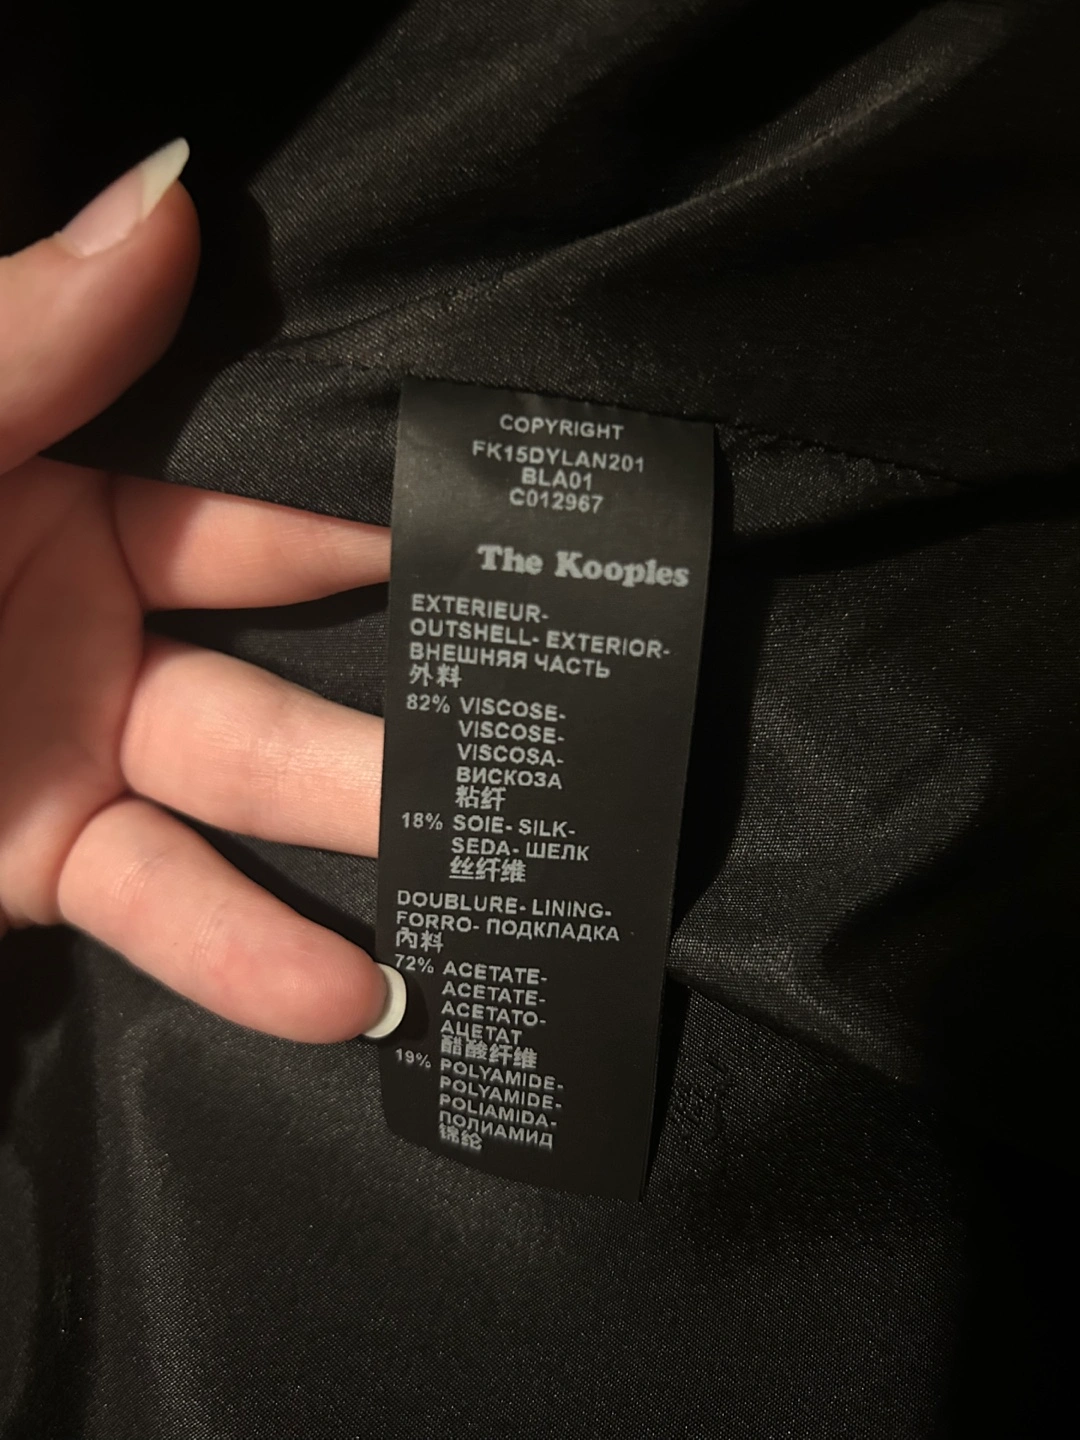 COPYRIGHT
FK15DYLAN201
BLA01
C012967
The Kooples
EXTERIEUR-
OUTSHELL- EXTERIOR-
ВНЕШНЯЯ ЧАСТЬ
外料
82% VISCOSE-
VISCOSE-
VISCOSA-
ВИСКОЗА
粘纤
18% SOIE- SILK-
SEDA- ШЕЛК
丝纤维
DOUBLURE- LINING-
FORRO- ПОДКЛАДКА
內料
72% ACETATE-
ACETATE-
ACETATO-
АЦЕТАТ
醋酸纤维
19% POLYAMIDE-
POLYAMIDE-
POLIAMIDA-
ПОЛИАМИД
锦纶